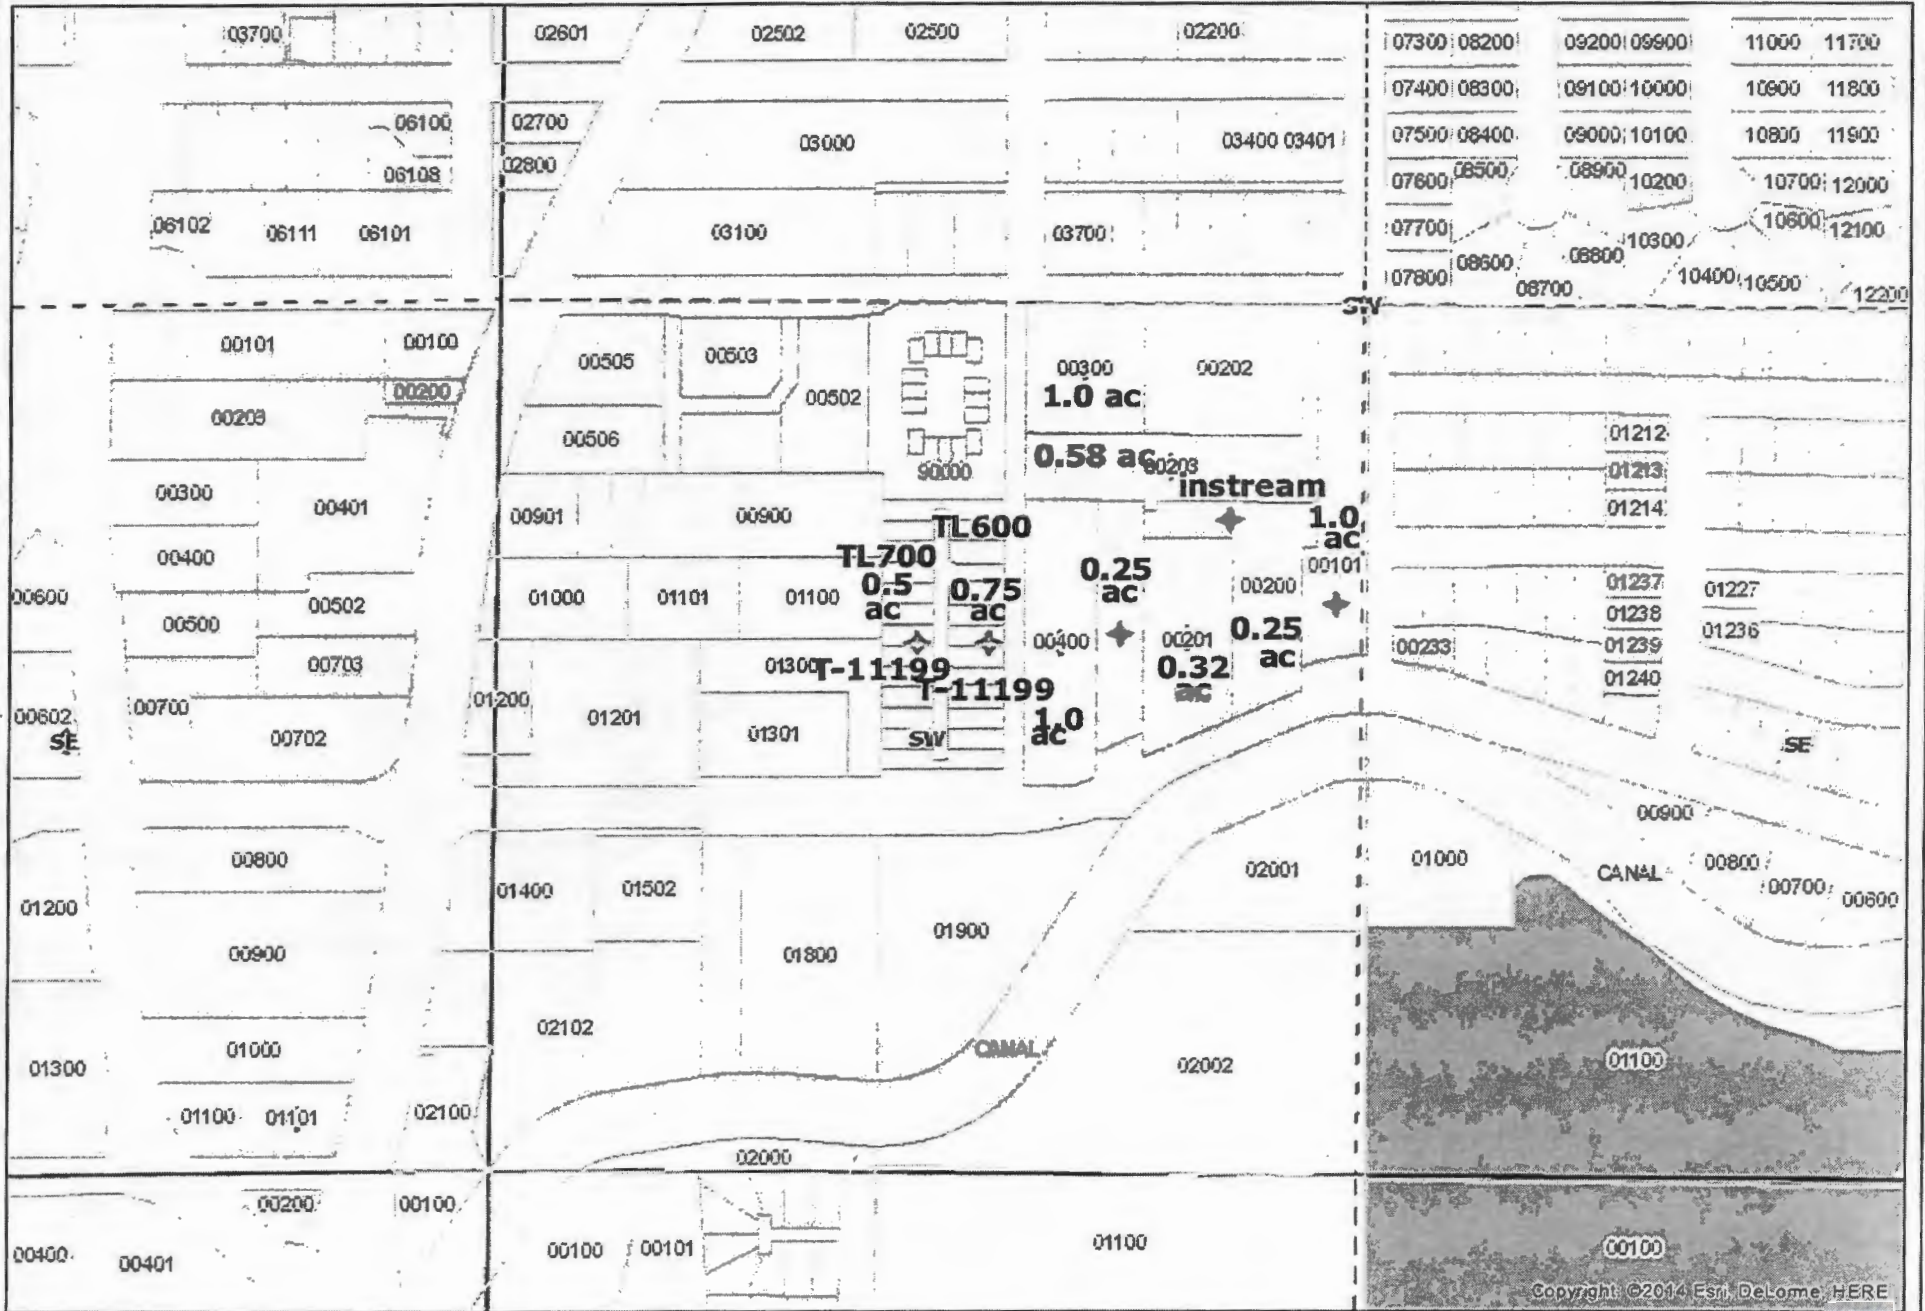 03700 02601 02502 02500 02200 07300 08200 09200 09900 11000 11700
07400 08300 09100 10000 10900 11800
06100 02700 03000 03400 03401 07500 08400 09000 10100 10800 11900
06108 02800 07600 08500 08900 10200 10700 12000
06102 06111 06101 03100 03700 07700 10600 12100
10300
07800 08600 08800 10400 10500
08700 12200
SW
00101 00100 00505 00503 00300 00202
00200 00502 1.0 ac
00203 00506 01212
0.58 ac 00203 90000 01213
00300 00401 00901 00900 instream 01214
TL600 1.0
ac
00400 TL700 0.25
ac 00101
00600 00502 01000 01101 01100 0.5
ac 0.75
ac 00200 01237 01227
00500 01238
00703 01300 00400 00201 0.25
ac 00233 01239 01236
T-11199 0.32
ac 01240
T-11199
00700 01200 1.0
ac
00602 00702 01201 01301 SW
SE SE
00900
00800 01400 01502 02001 01000 CANAL 00800 00700 00600
01200 01900
00900 01800
01000 02102 CANAL
01300 02002 01100
01100 01101 02100
02000
00200 00100
00400 00401 00100 00101 01100 00100
Copyright: ©2014 Esri, DeLorme, HERE